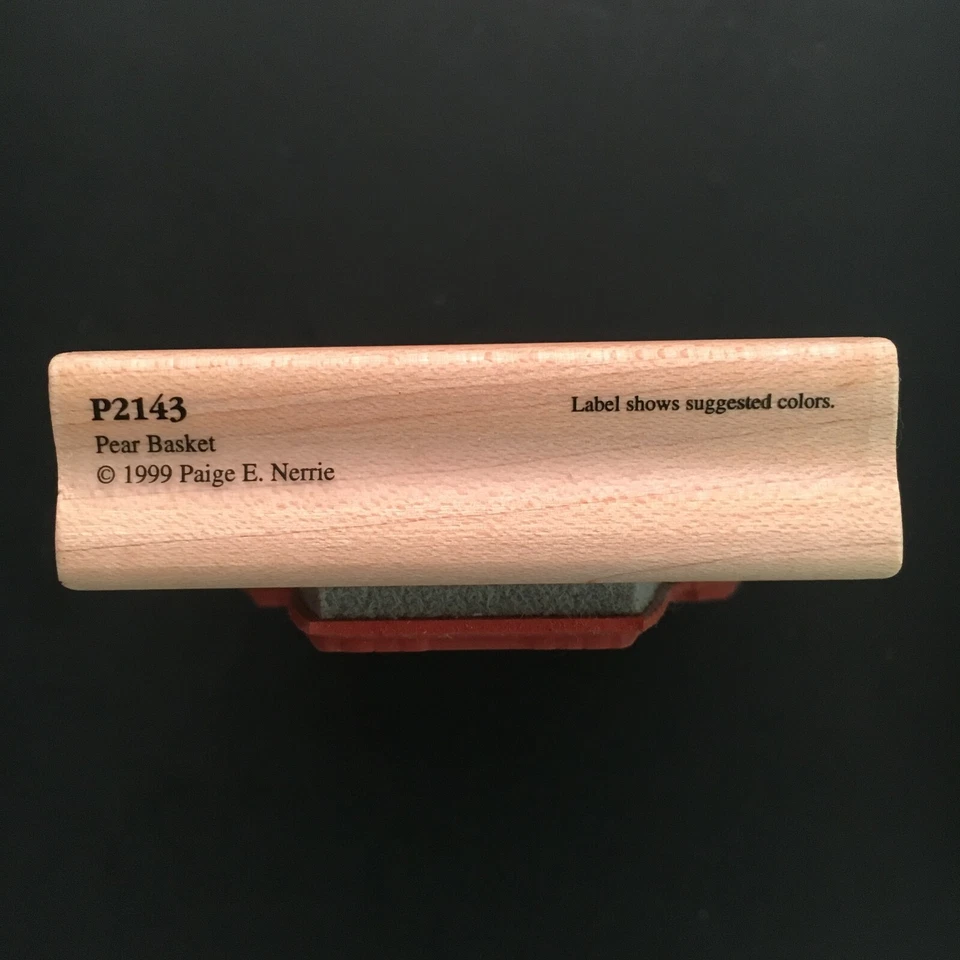 P2143
Pear Basket
© 1999 Paige E. Nerrie
Label shows suggested colors.